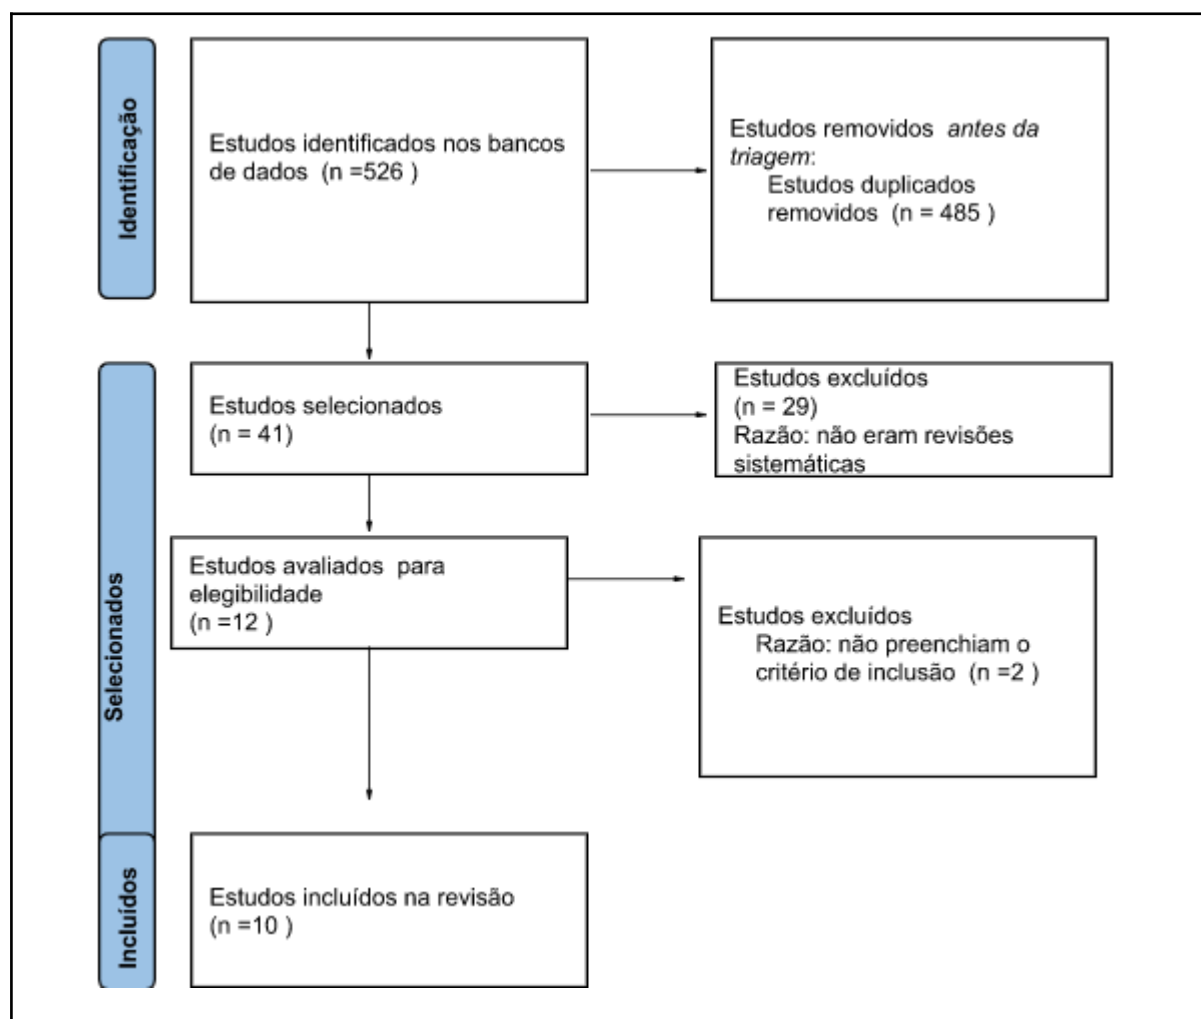 Identificação
Estudos identificados nos bancos
de dados  (n =526 )
Estudos removidos  antes da
triagem:
Estudos duplicados
removidos  (n = 485 )
Selecionados
Estudos selecionados
(n = 41)
Estudos excluídos
(n = 29)
Razão: não eram revisões
sistemáticas
Estudos avaliados  para
elegibilidade
(n =12 )
Estudos excluídos
Razão: não preenchiam o
critério de inclusão  (n =2 )
Incluídos
Estudos incluídos na revisão
(n =10 )